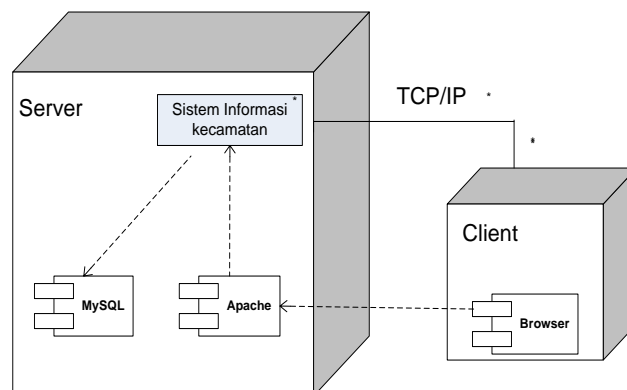 Server
Sistem Informasi *
kecamatan
TCP/IP *
*
Client
MySQL
Apache
Browser